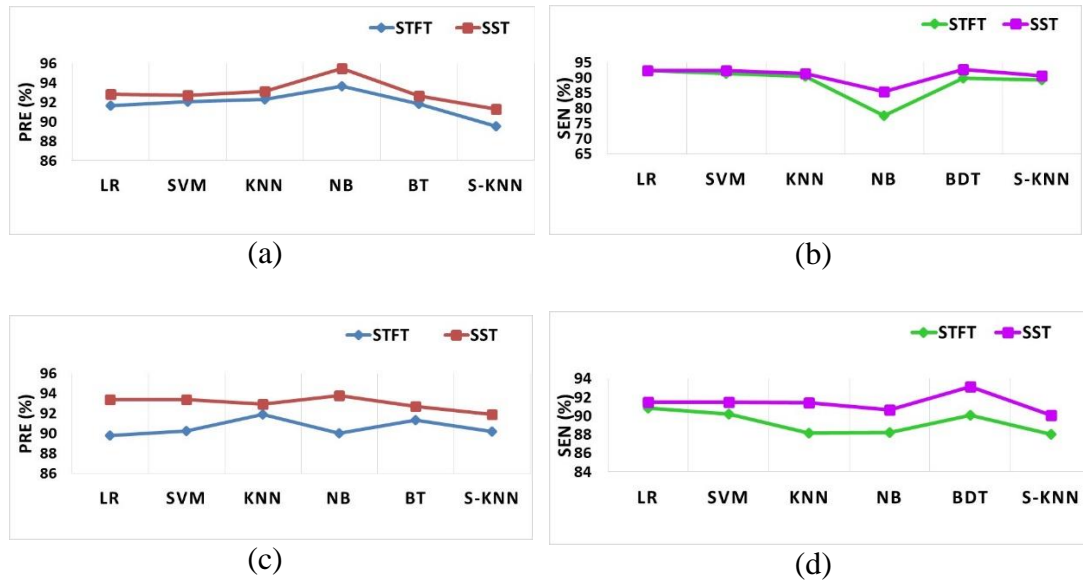 STFT SST
PRE (%)
96
94
92
90
88
86
LR SVM KNN NB BT S-KNN
(a)
STFT SST
SEN (%)
95
90
85
80
75
70
65
LR SVM KNN NB BDT S-KNN
(b)
STFT SST
PRE (%)
96
94
92
90
88
86
LR SVM KNN NB BT S-KNN
(c)
STFT SST
SEN (%)
94
92
90
88
86
84
LR SVM KNN NB BDT S-KNN
(d)